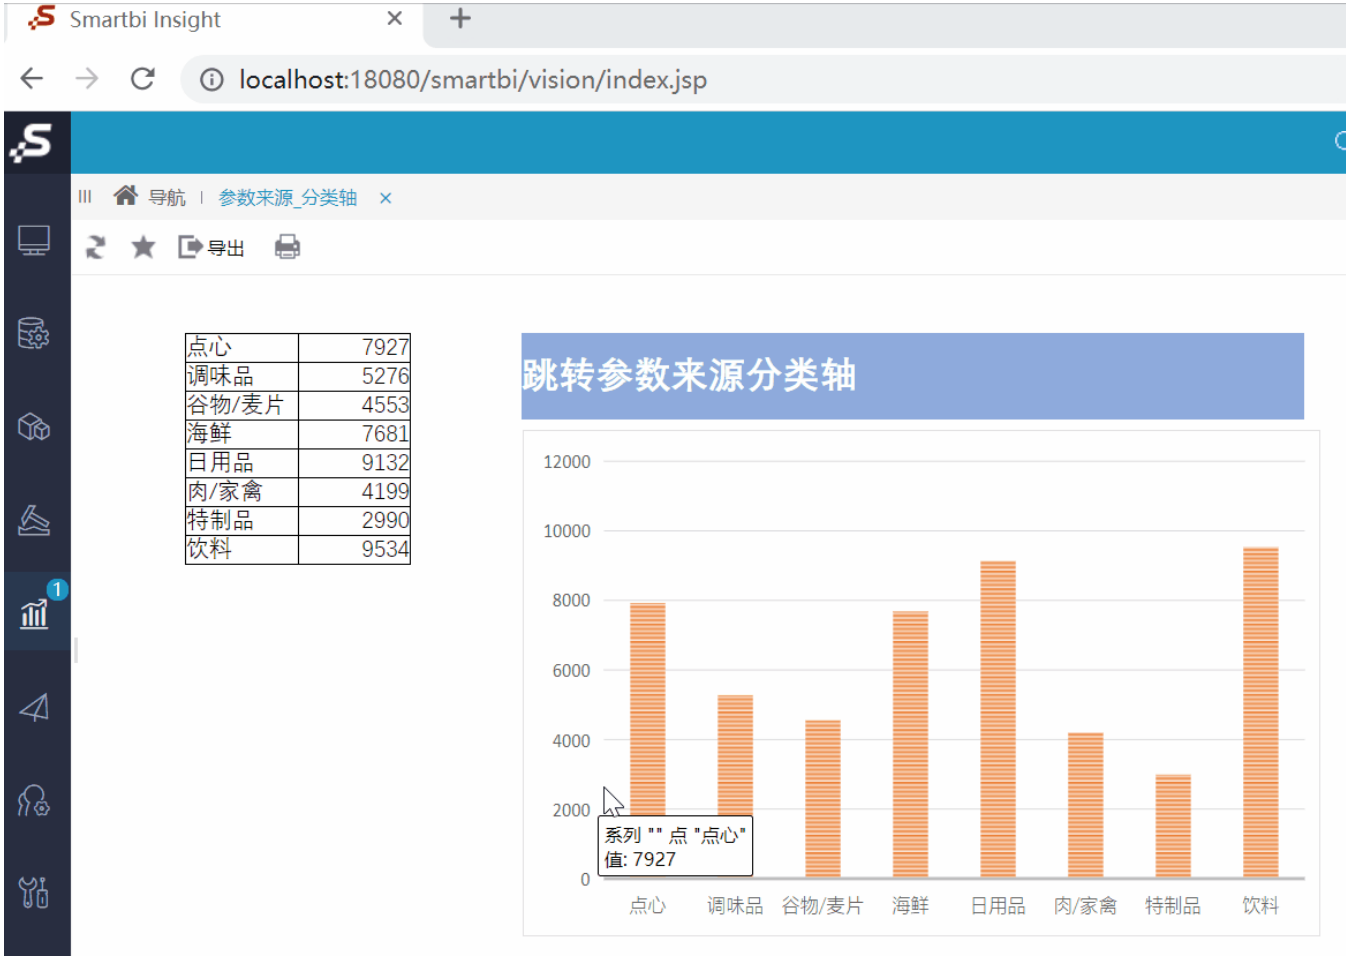 Smartbi Insight
localhost:18080/smartbi/vision/index.jsp
导航 参数来源_分类轴
导出
点心 7927
调味品 5276
谷物/麦片 4553
海鲜 7681
日用品 9132
肉/家禽 4199
特制品 2990
饮料 9534
跳转参数来源分类轴
12000
10000
8000
6000
4000
2000
0
系列 "" 点 "点心"
值: 7927
点心 调味品 谷物/麦片 海鲜 日用品 肉/家禽 特制品 饮料
1